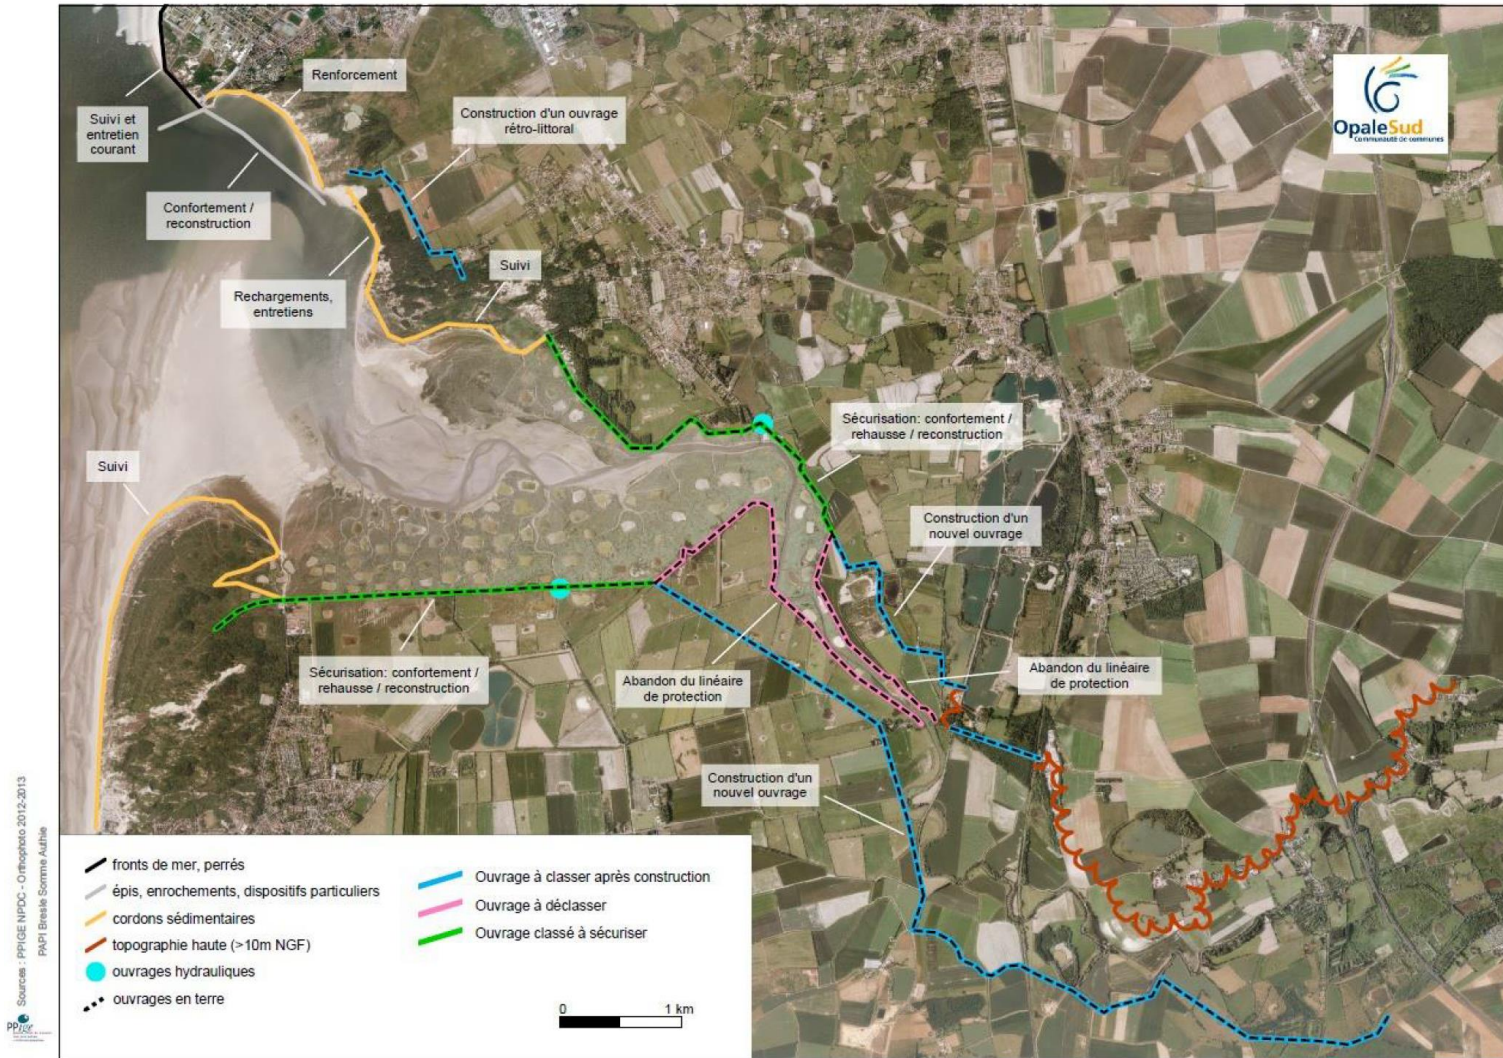 Renforcement
Construction d'un ouvrage
rétro-littoral
Suivi et
entretien
courant
Confortement /
reconstruction
Suivi
Rechargements,
entretiens
OpaleSud
Communauté de communes
Sécurisation: confortement /
rehausse / reconstruction
Suivi
Construction d'un
nouvel ouvrage
Sécurisation: confortement /
rehausse / reconstruction
Abandon du linéaire
de protection
Abandon du linéaire
de protection
Construction d'un
nouvel ouvrage
fronts de mer, perrés
épis, enrochements, dispositifs particuliers
cordons sédimentaires
topographie haute (>10m NGF)
ouvrages hydrauliques
ouvrages en terre
Ouvrage à classer après construction
Ouvrage à déclasser
Ouvrage classé à sécuriser
0 1 km
Sources : PPIGE NPDC - Orthophoto 2012-2013
PAPI Bresle Somme Authie
PPige